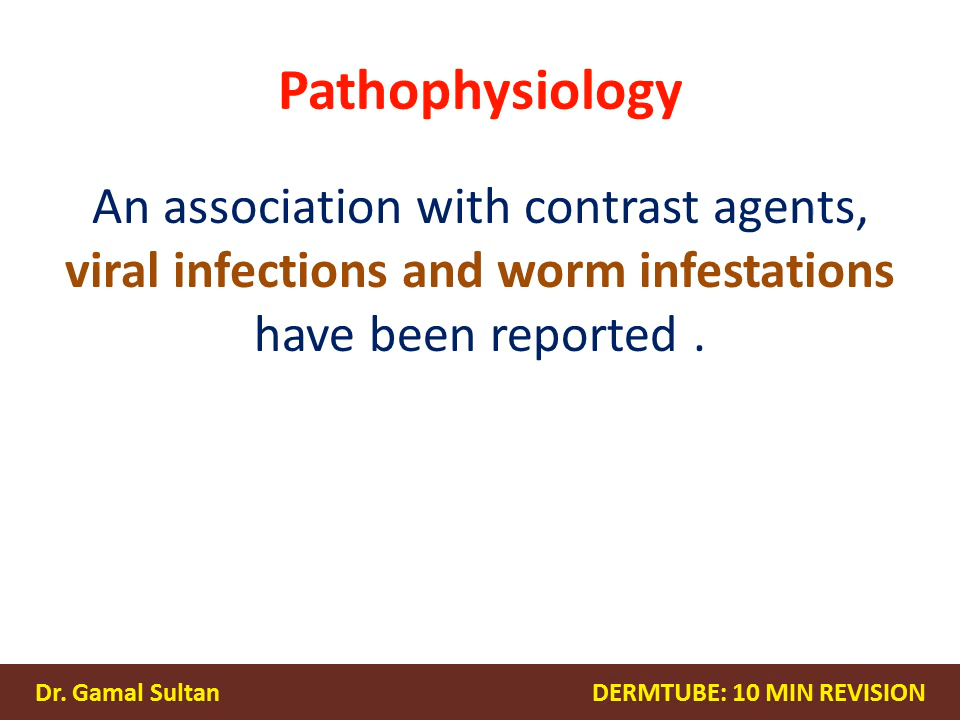 Pathophysiology
An association with contrast agents,
viral infections and worm infestations
have been reported .
Dr. Gamal Sultan
DERMTUBE: 10 MIN REVISION